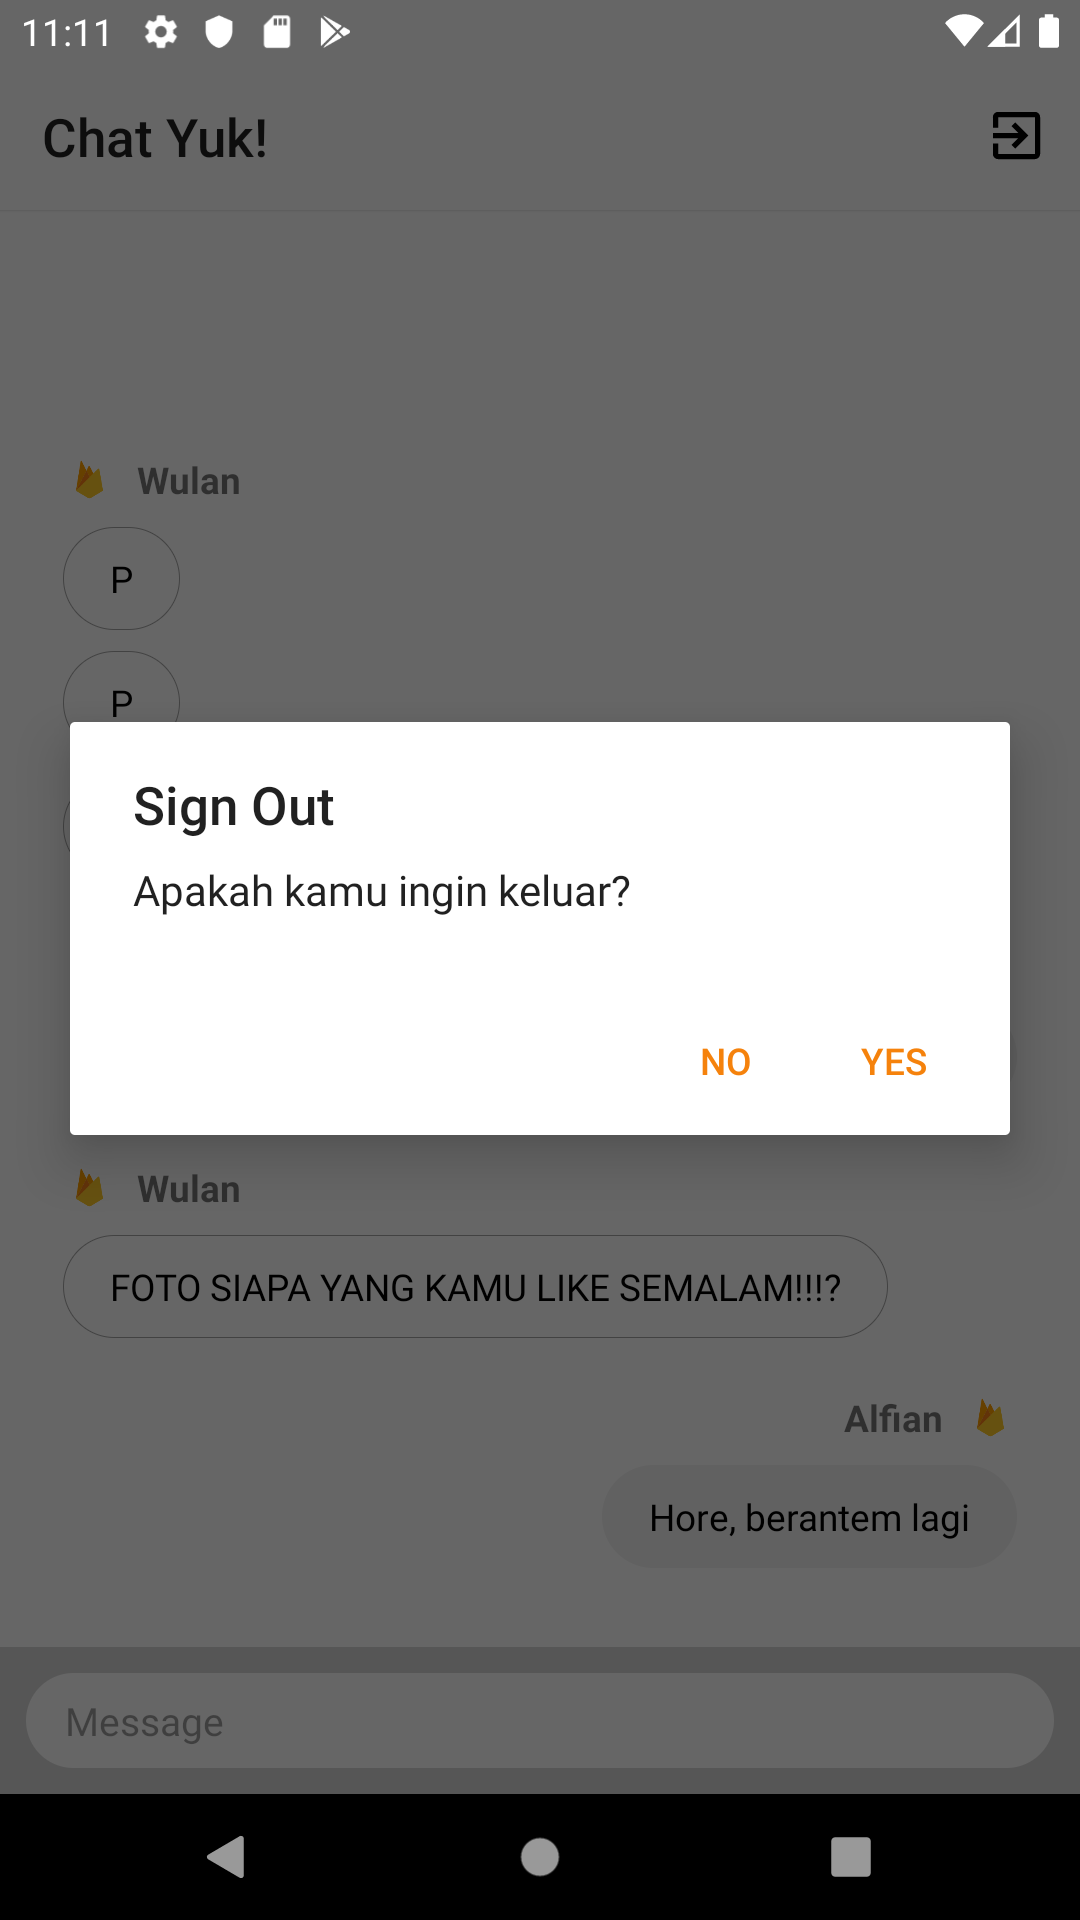 11:11
Chat Yuk!
Wulan
P
P
Sign Out
Apakah kamu ingin keluar?
NO YES
Wulan
FOTO SIAPA YANG KAMU LIKE SEMALAM!!!?
Alfian
Hore, berantem lagi
Message